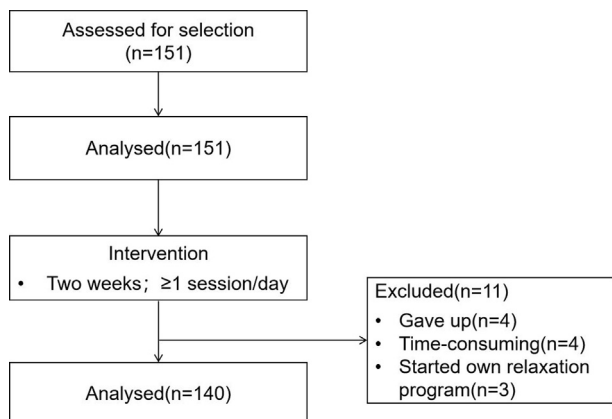 Assessed for selection
(n=151)
Analysed(n=151)
Intervention
• Two weeks；≥1 session/day
Excluded(n=11)
• Gave up(n=4)
• Time-consuming(n=4)
• Started own relaxation
program(n=3)
Analysed(n=140)